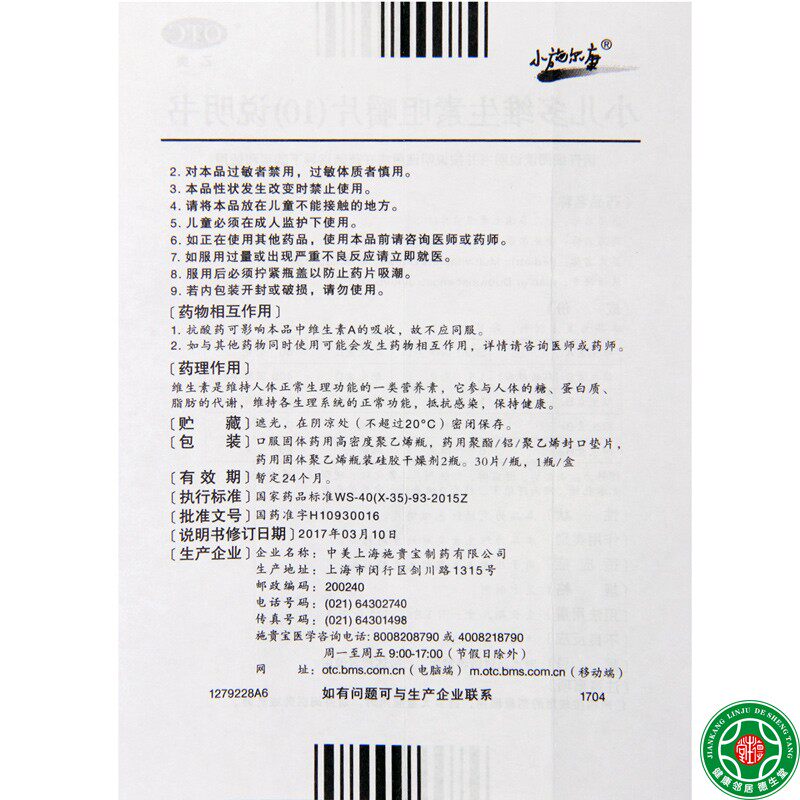 小施尔康®
OTC
小儿多维生素咀嚼片(10)说明书
2. 对本品过敏者禁用，过敏体质者慎用。
3. 本品性状发生改变时禁止使用。
4. 请将本品放在儿童不能接触的地方。
5. 儿童必须在成人监护下使用。
6. 如正在使用其他药品，使用本品前请咨询医师或药师。
7. 如服用过量或出现严重不良反应请立即就医。
8. 服用后必须拧紧瓶盖以防止药片吸潮。
9. 若内包装开封或破损，请勿使用。
〔药物相互作用〕
1. 抗酸药可影响本品中维生素A的吸收，故不应同服。
2. 如与其他药物同时使用可能会发生药物相互作用，详情请咨询医师或药师。
〔药理作用〕
维生素是维持人体正常生理功能的一类营养素，它参与人体的糖、蛋白质、
脂肪的代谢，维持各生理系统的正常功能，抵抗感染，保持健康。
〔贮 藏〕遮光，在阴凉处（不超过20°C）密闭保存。
〔包 装〕口服固体药用高密度聚乙烯瓶，药用聚酯/铝/聚乙烯封口垫片，
药用固体聚乙烯瓶装硅胶干燥剂2瓶。30片/瓶，1瓶/盒
〔有 效 期〕暂定24个月。
〔执行标准〕国家药品标准WS-40(X-35)-93-2015Z
〔批准文号〕国药准字H10930016
〔说明书修订日期〕2017年03月10日
〔生产企业〕企业名称：中美上海施贵宝制药有限公司
生产地址：上海市闵行区剑川路1315号
邮政编码：200240
电话号码：(021) 64302740
传真号码：(021) 64301498
施贵宝医学咨询电话: 8008208790 或 4008218790
周一至周五 9:00-17:00（节假日除外）
网 址：otc.bms.com.cn（电脑端）m.otc.bms.com.cn（移动端）
1279228A6 如有问题可与生产企业联系 1704
JIANKANG LINJU DE SHENG TANG
健康邻居德生堂